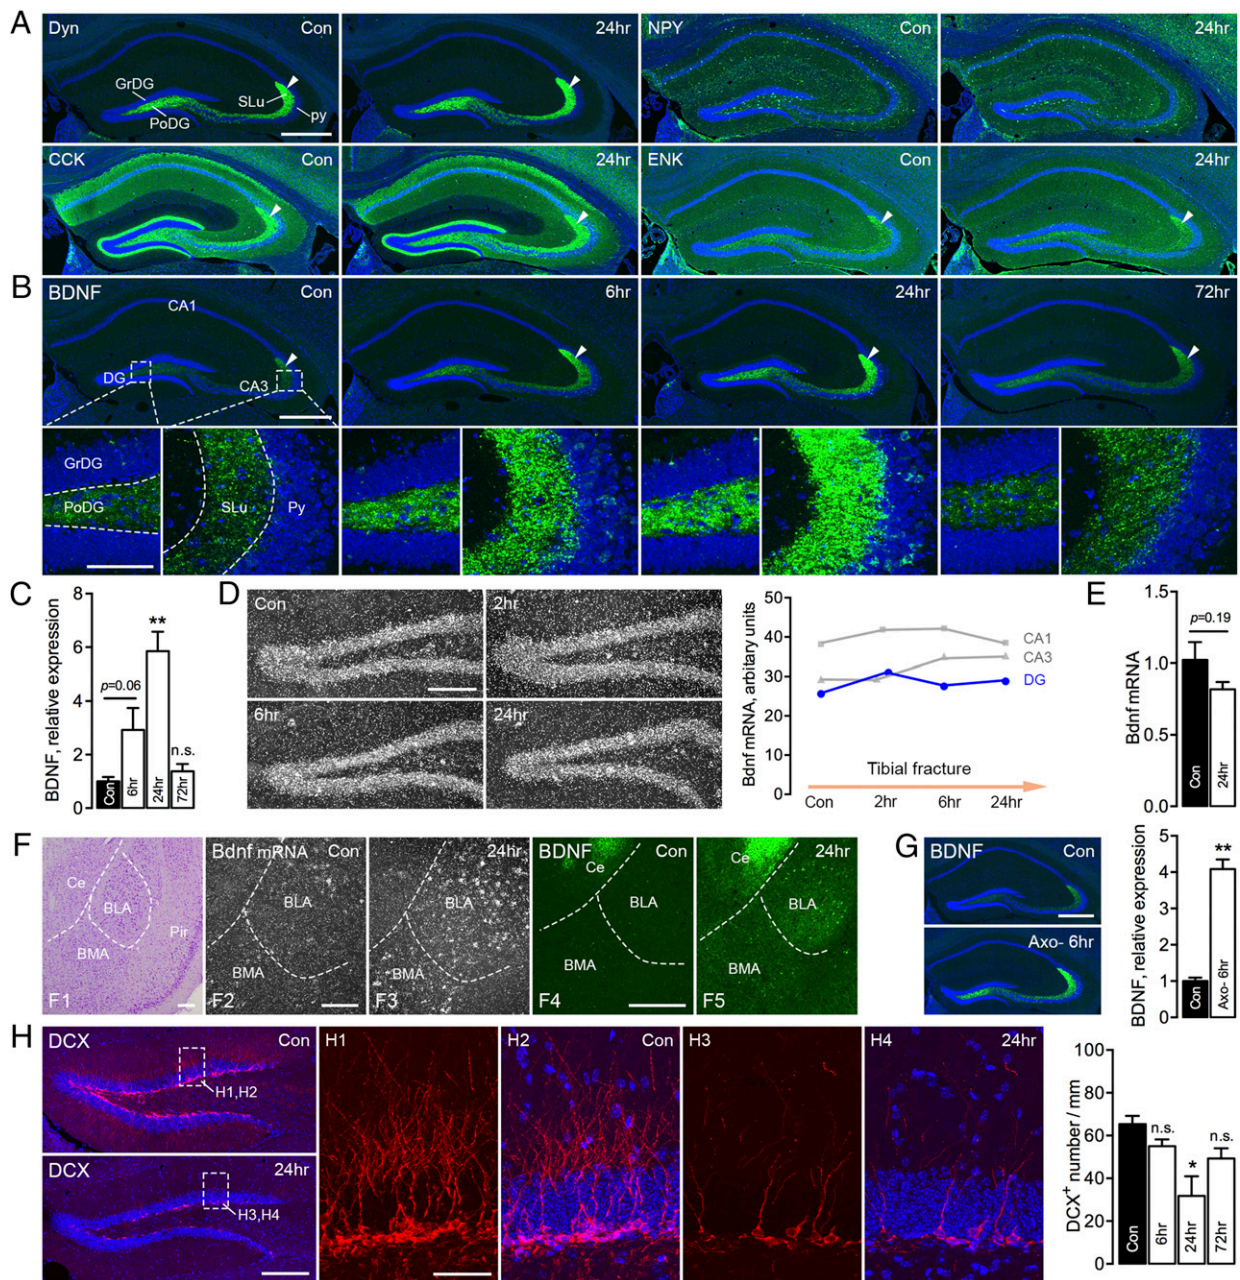 A
Dyn
Con
24hr
NPY
Con
24hr
GrDG
SLu
PoDG
py
CCK
Con
24hr
ENK
Con
24hr
B
BDNF
Con
6hr
24hr
72hr
CA1
DG
CA3
GrDG
PoDG
SLu
Py
C
BDNF, relative expression
8
6
4
2
0
p=0.06
**
n.s.
Con
6hr
24hr
72hr
D
Con
2hr
6hr
24hr
Bdnf mRNA, arbitary units
50
40
30
20
10
0
CA1
CA3
DG
Tibial fracture
Con
2hr
6hr
24hr
E
Bdnf mRNA
1.5
1.0
0.5
0.0
p=0.19
Con
24hr
F
Ce
BLA
Pir
BMA
F1
Bdnf mRNA
Con
BLA
BMA
F2
24hr
BLA
BMA
F3
BDNF
Con
Ce
BLA
BMA
F4
24hr
Ce
BLA
BMA
F5
G
BDNF
Con
Axo- 6hr
BDNF, relative expression
5
4
3
2
1
0
**
Con
Axo- 6hr
H
DCX
Con
H1,H2
DCX
24hr
H3,H4
H1
H2
Con
H3
H4
24hr
DCX+ number / mm
100
80
60
40
20
0
n.s.
*
n.s.
Con
6hr
24hr
72hr